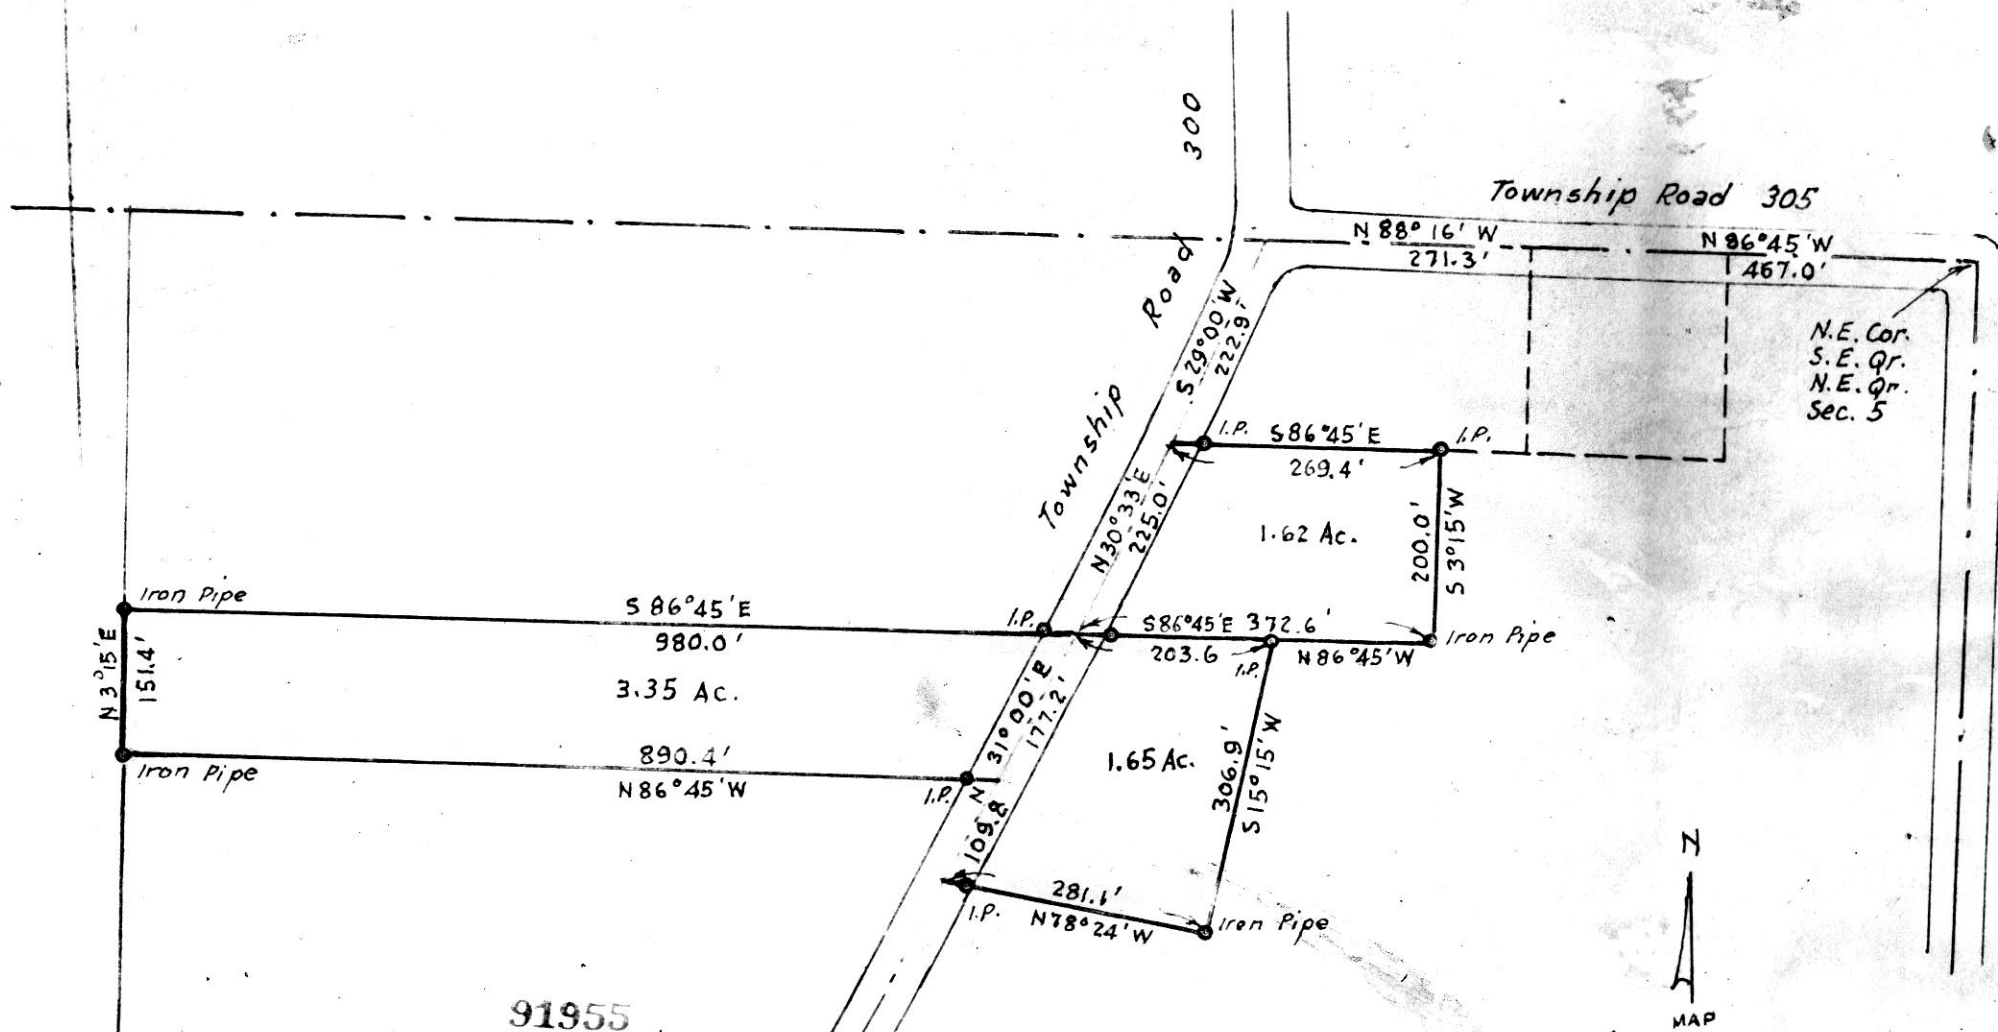 300
Township Road 305
N 88° 16' W
271.3'
N 86° 45' W
467.0'
Township Road
S 29° 00' W
222.9'
N.E. Cor.
S.E. Qr.
N.E. Qr.
Sec. 5
I.P.
S 86° 45' E
269.4'
I.P.
N 30° 33' E
225.0'
1.62 Ac.
200.0'
S 3° 15' W
Iron Pipe
S 86° 45' E
980.0'
I.P.
S 86° 45' E 372.6'
203.6
N 86° 45' W
Iron Pipe
I.P.
N 3° 15' E
151.4'
3.35 Ac.
N 31° 00' E
177.2'
Iron Pipe
890.4'
N 86° 45' W
I.P.
1.65 Ac.
306.9'
S 15° 15' W
109.8
281.1'
N 78° 24' W
I.P.
Iron Pipe
N
MAP
91955